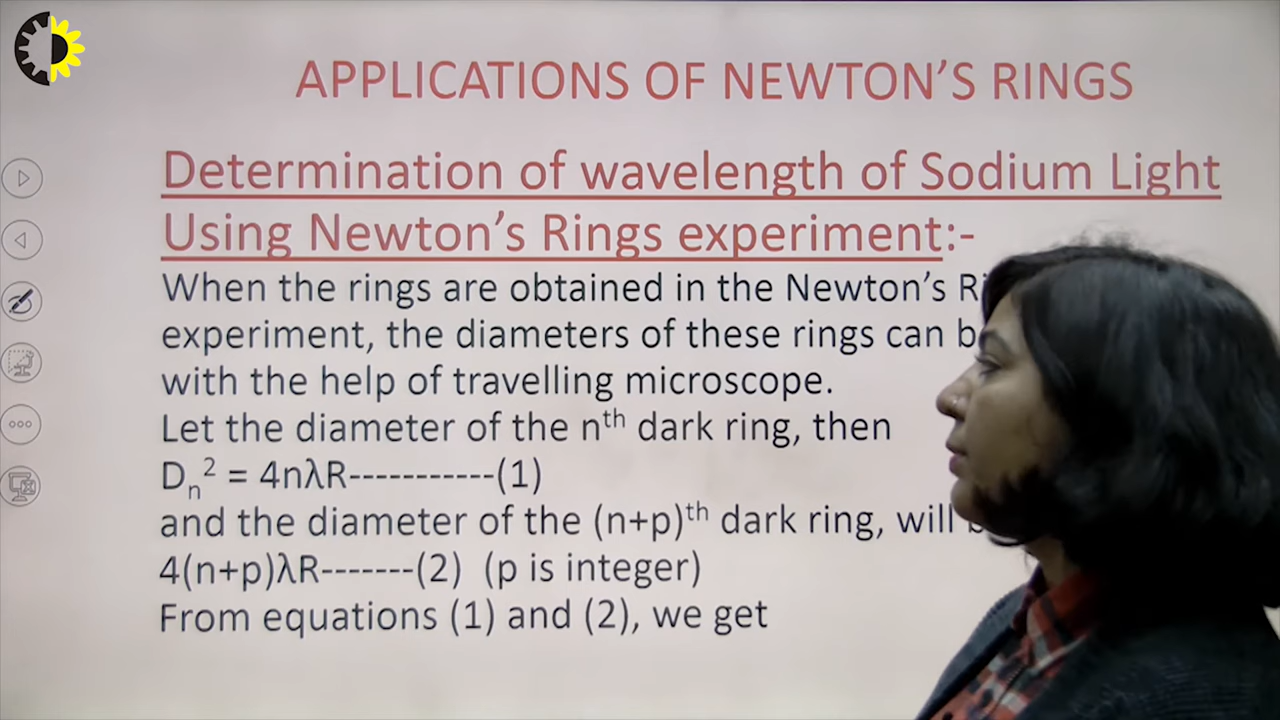 APPLICATIONS OF NEWTON'S RINGS
Determination of wavelength of Sodium Light
Using Newton's Rings experiment:-
When the rings are obtained in the Newton's
experiment, the diameters of these rings can
with the help of travelling microscope.
Let the diameter of the nᵗʰ dark ring, then
Dₙ² = 4nλR-----------(1)
and the diameter of the (n+p)ᵗʰ dark ring, will
4(n+p)λR-------(2) (p is integer)
From equations (1) and (2), we get